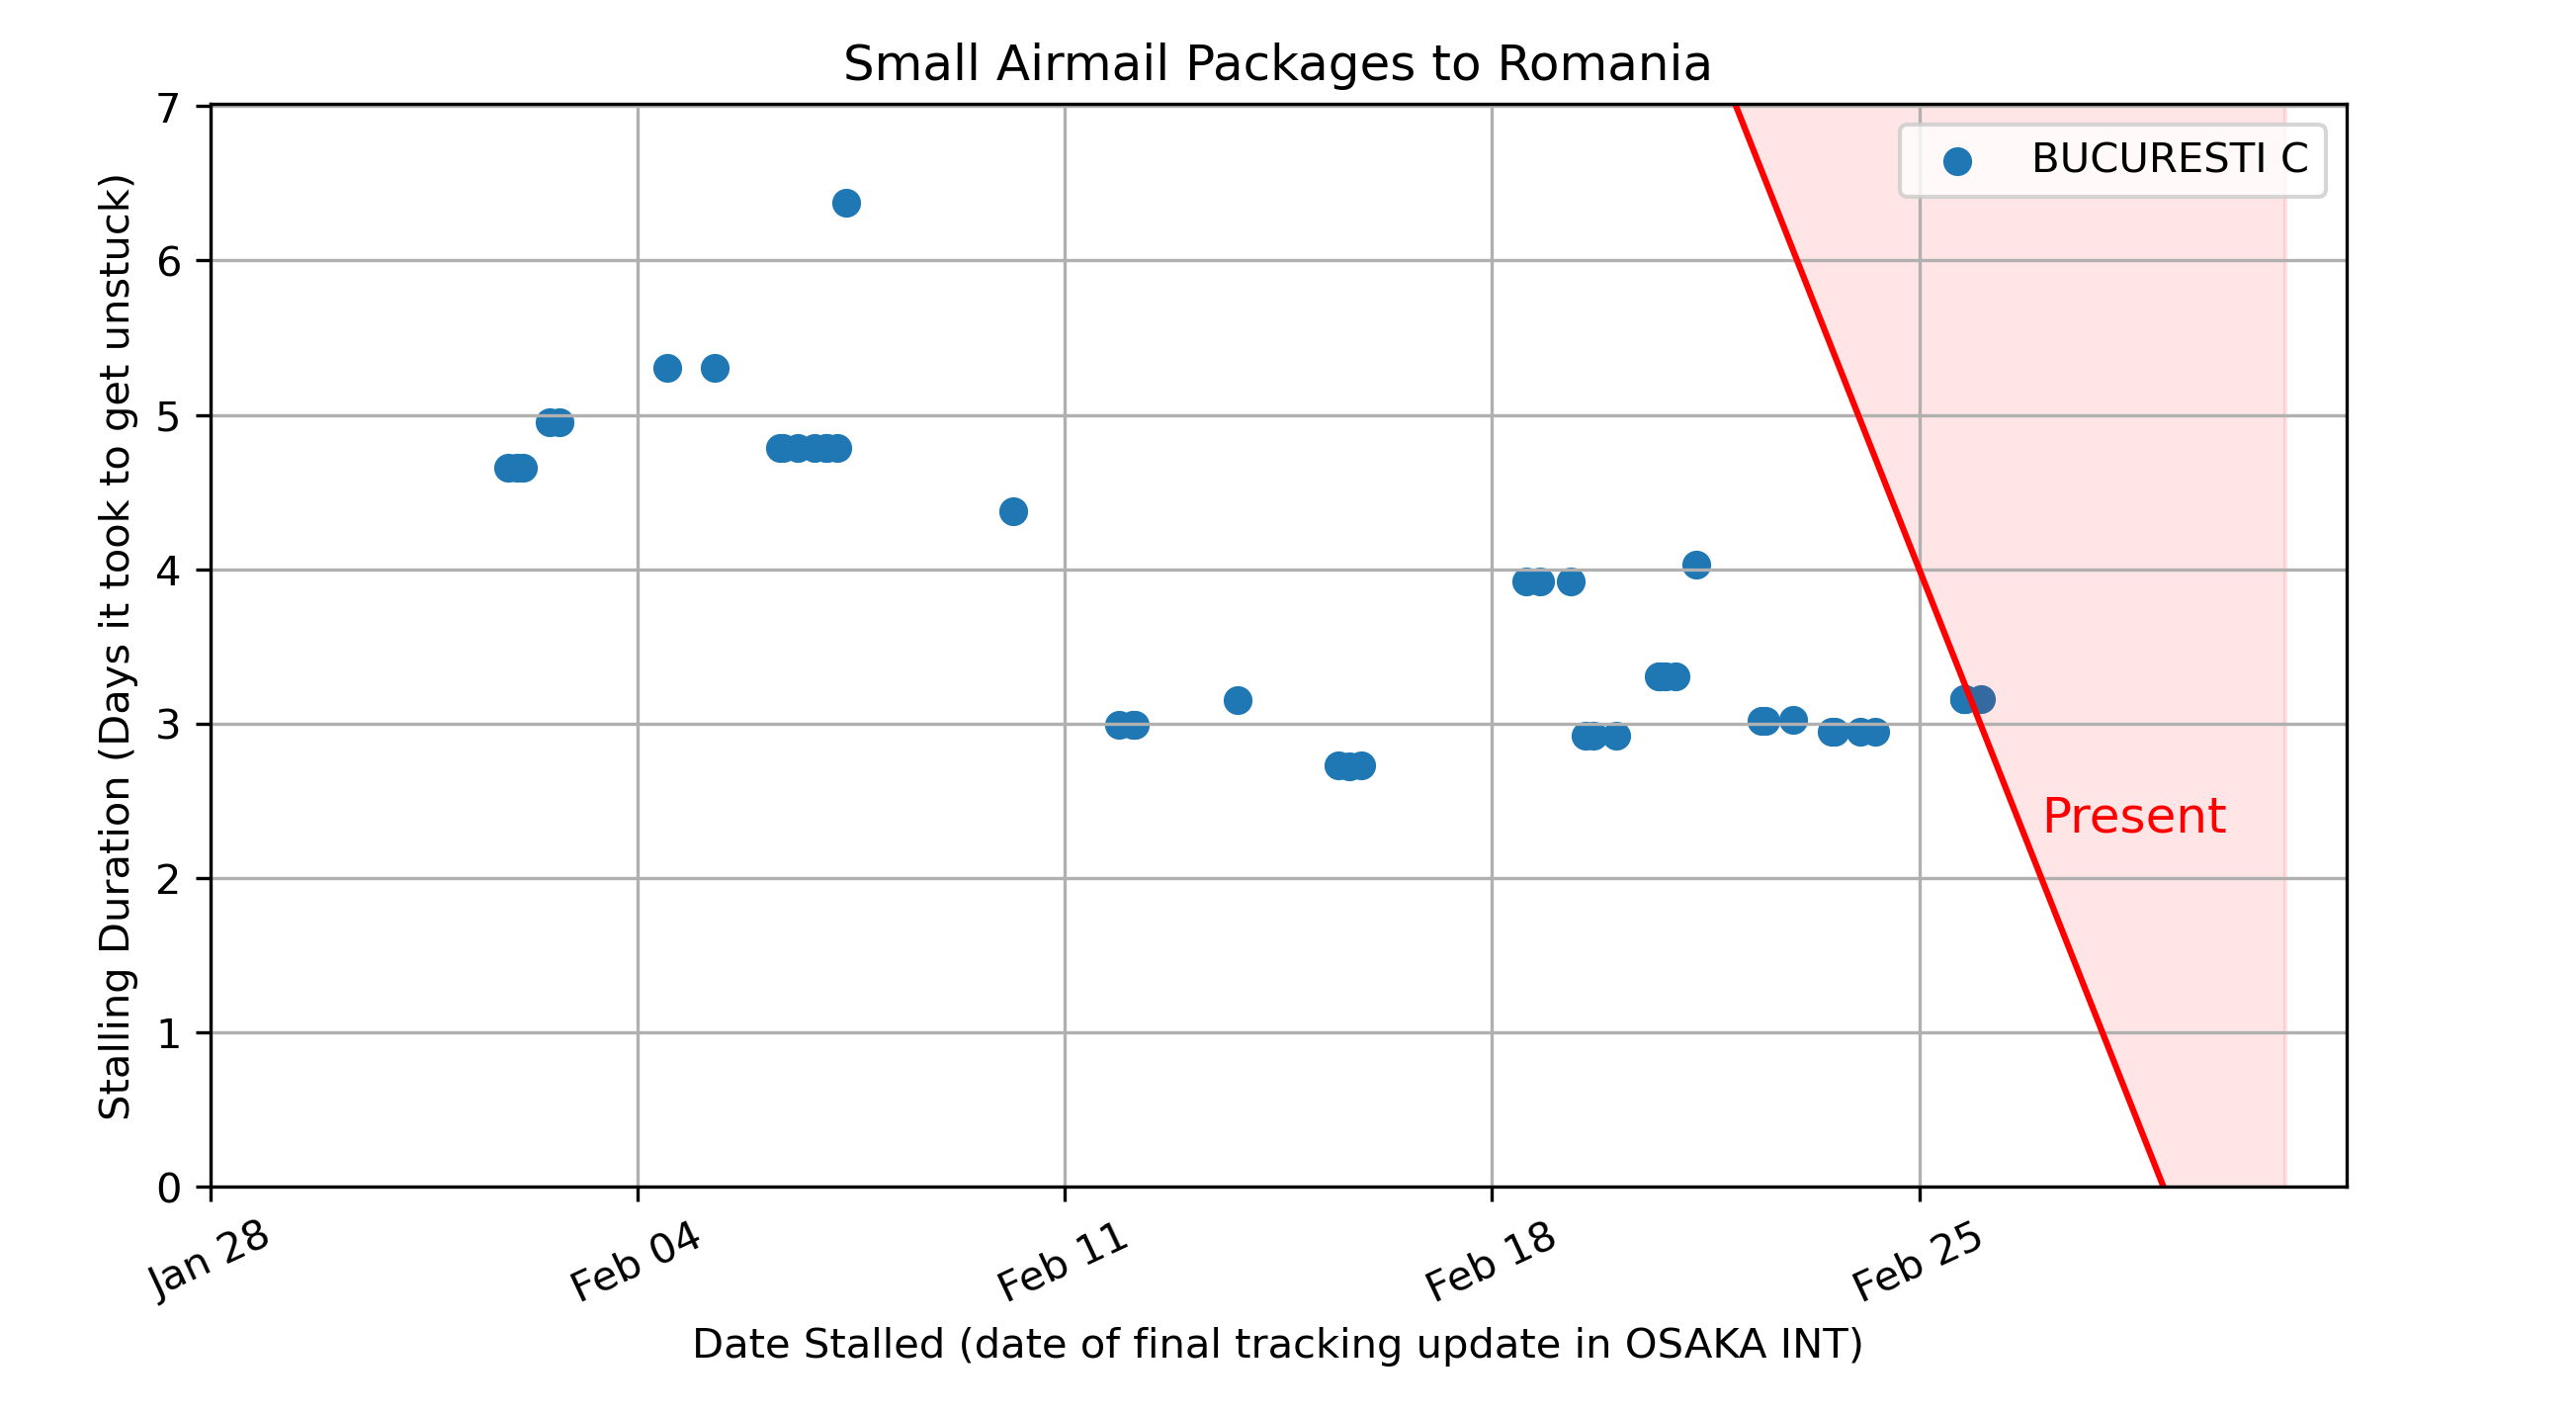 Small Airmail Packages to Romania
BUCURESTI C
Stalling Duration (Days it took to get unstuck)
7
6
5
4
3
2
1
0
Present
Jan 28
Feb 04
Feb 11
Feb 18
Feb 25
Date Stalled (date of final tracking update in OSAKA INT)